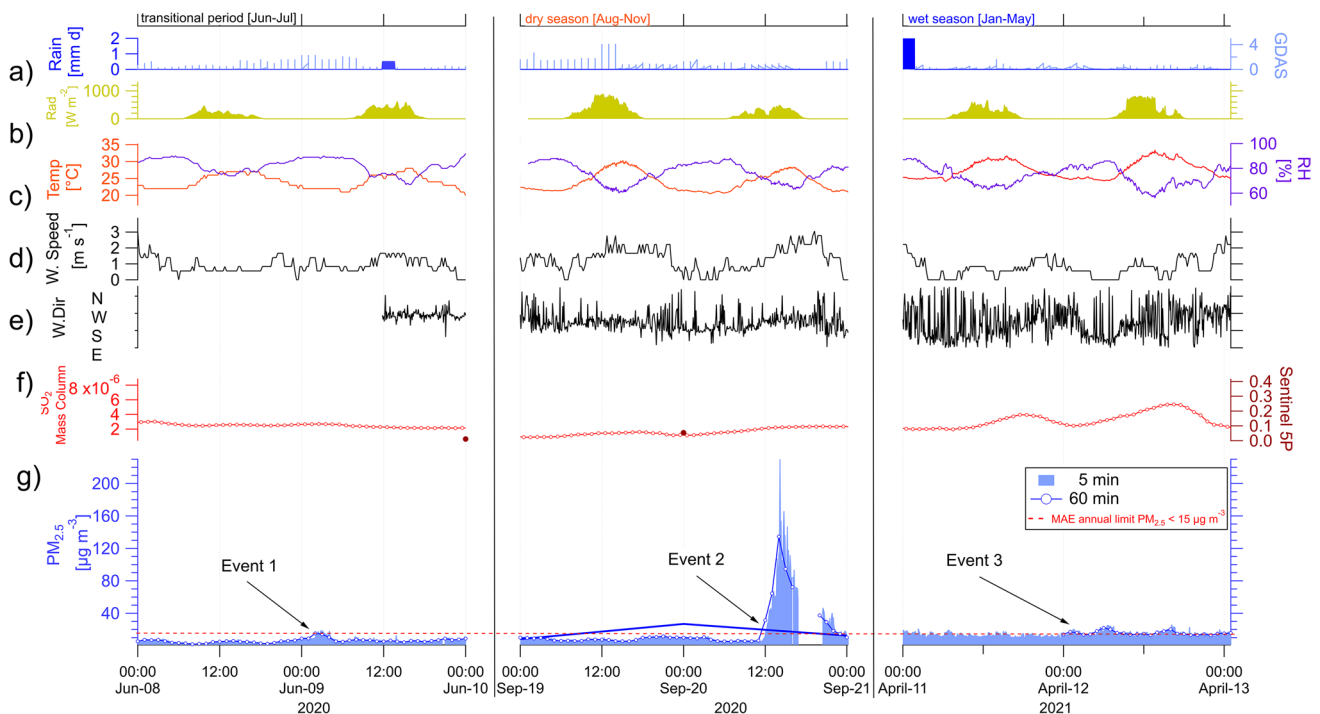 transitional period [Jun-Jul]
dry season [Aug-Nov]
wet season [Jan-May]
a)
Rain
[mm d]
2
1
0
4
2
0
GDAS
Rad
[W m-2]
1000
0
b)
c)
Temp
[°C]
35
30
25
20
100
80
60
RH
[%]
d)
W. Speed
[m s-1]
3
2
1
0
e)
W.Dir
N
W
S
E
f)
SO2
Mass Column
8 x10-6
6
4
2
0.4
0.3
0.2
0.1
0.0
Sentinel 5P
g)
PM2.5
[µg m-3]
200
160
120
80
40
Event 1
Event 2
Event 3
5 min
60 min
MAE annual limit PM2.5 < 15 µg m-3
00:00
12:00
00:00
12:00
00:00
00:00
12:00
00:00
12:00
00:00
00:00
00:00
00:00
Jun-08
Jun-09
Jun-10
Sep-19
Sep-20
Sep-21
April-11
April-12
April-13
2020
2020
2021